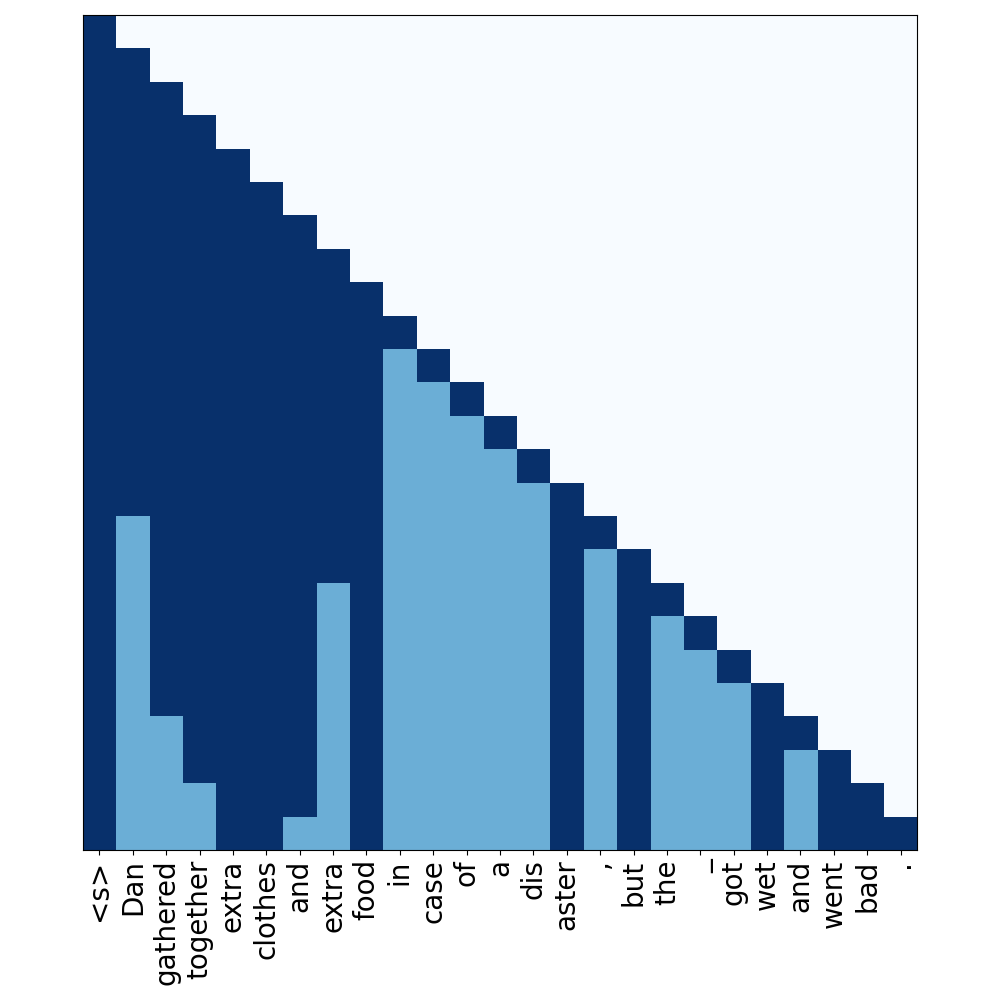 <s> Dan gathered together extra clothes and extra food in case of a dis aster , but the _ got wet and went bad .